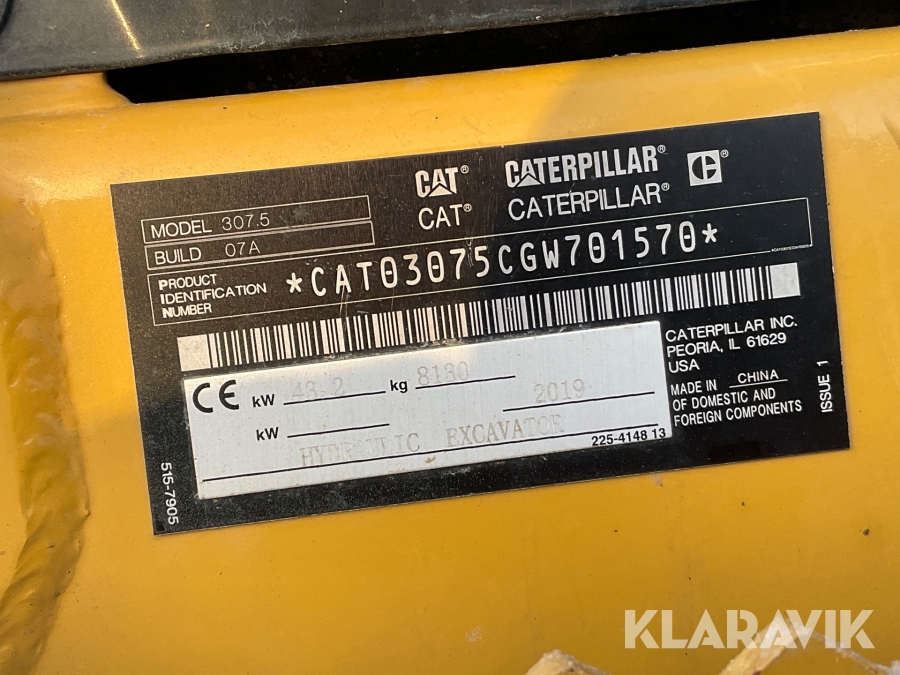 CAT® CATERPILLAR® C®
CAT® CATERPILLAR®
MODEL 307.5
BUILD 07A
PRODUCT
IDENTIFICATION
NUMBER
*CAT03075CGW701570*
CATERPILLAR INC.
PEORIA, IL 61629
USA
MADE IN CHINA
OF DOMESTIC AND
FOREIGN COMPONENTS
ISSUE 1
CE kW 43.2 kg 8130
kW 2019
HYDRAULIC EXCAVATOR
225-4148 13
515-7905
KLARAVIK